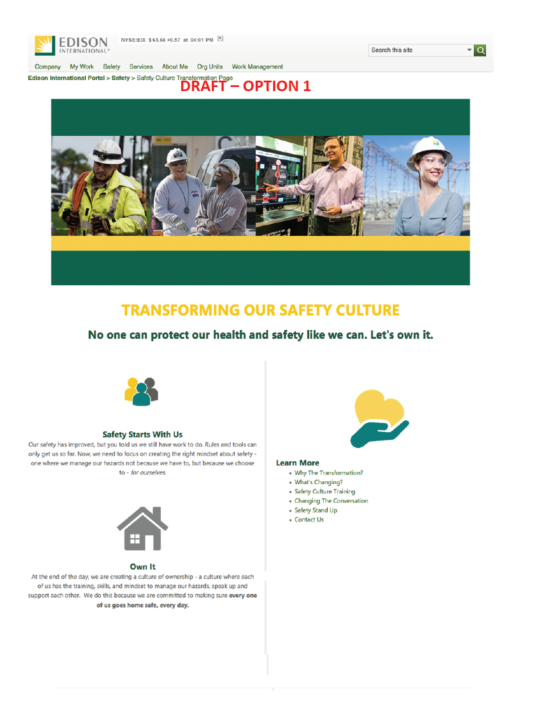 EDISON
INTERNATIONAL®
NYSE:EIX $63.66 +0.57 at 04:01 PM
Search this site
Company My Work Safety Services About Me Org Units Work Management
Edison International Portal > Safety > Safety Culture Transformation Page
DRAFT – OPTION 1
TRANSFORMING OUR SAFETY CULTURE
No one can protect our health and safety like we can. Let's own it.
Safety Starts With Us
Our safety has improved, but you told us we still have work to do. Rules and tools can
only get us so far. Now, we need to focus on creating the right mindset about safety -
one where we manage our hazards not because we have to, but because we choose
to - for ourselves.
Own It
At the end of the day, we are creating a culture of ownership - a culture where each
of us has the training, skills, and mindset to manage our hazards, speak up and
support each other. We do this because we are committed to making sure every one
of us goes home safe, every day.
Learn More
• Why The Transformation?
• What's Changing?
• Safety Culture Training
• Changing The Conversation
• Safety Stand Up
• Contact Us